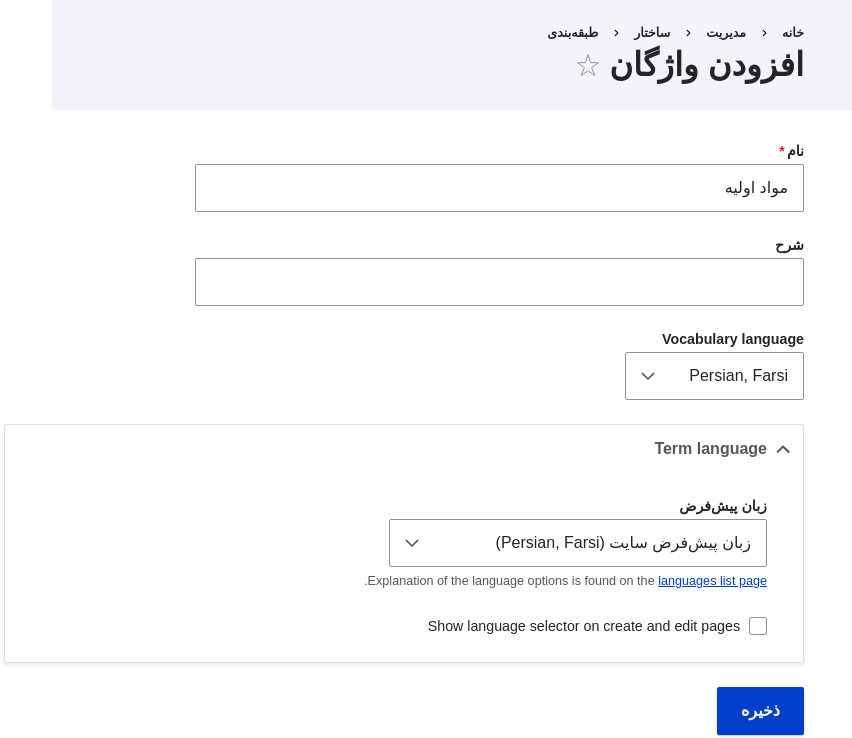 خانه › مدیریت › ساختار › طبقه‌بندی
افزودن واژگان ☆
نام *
مواد اولیه
شرح
Vocabulary language
Persian, Farsi
Term language
زبان پیش‌فرض
زبان پیش‌فرض سایت (Persian, Farsi)
Explanation of the language options is found on the languages list page.
Show language selector on create and edit pages
ذخیره